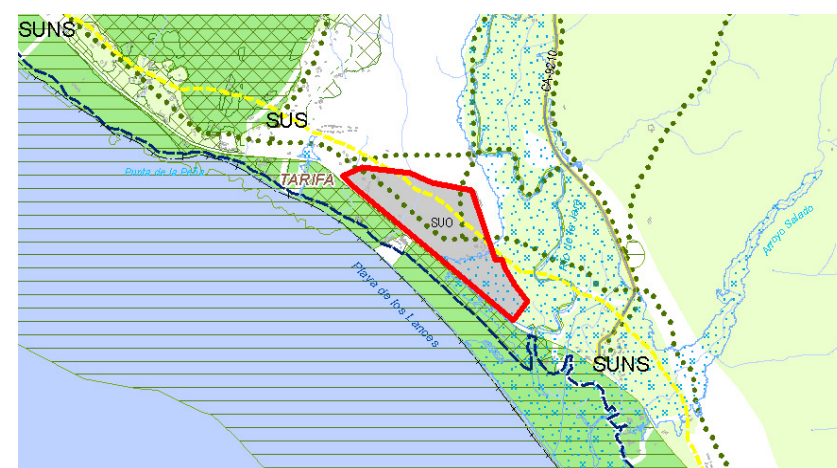 SUNS
CA-9210
SUS
Punta de la Peña
TARIFA
SUO
Arroyo Salado
Playa de los Lances
SUNS